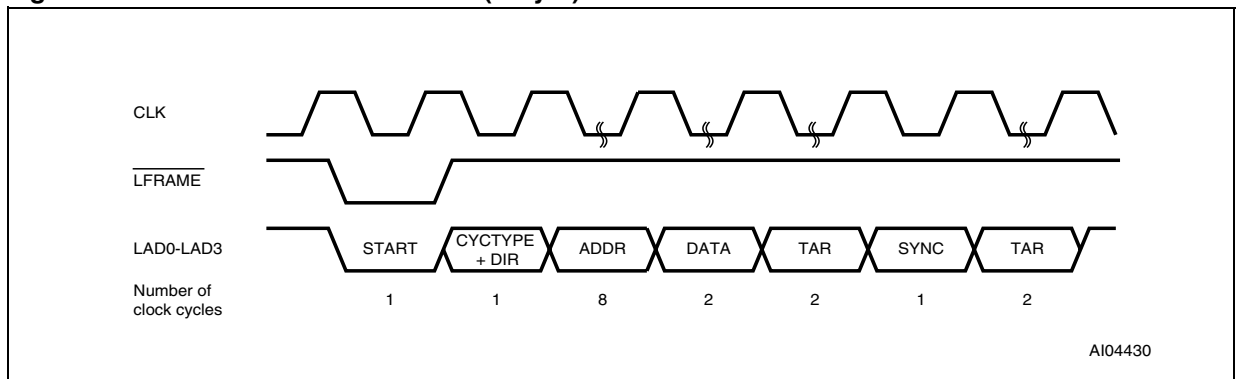 CLK
LFRAME
LAD0-LAD3 START CYCTYPE + DIR ADDR DATA TAR SYNC TAR
Number of clock cycles 1 1 8 2 2 1 2
AI04430